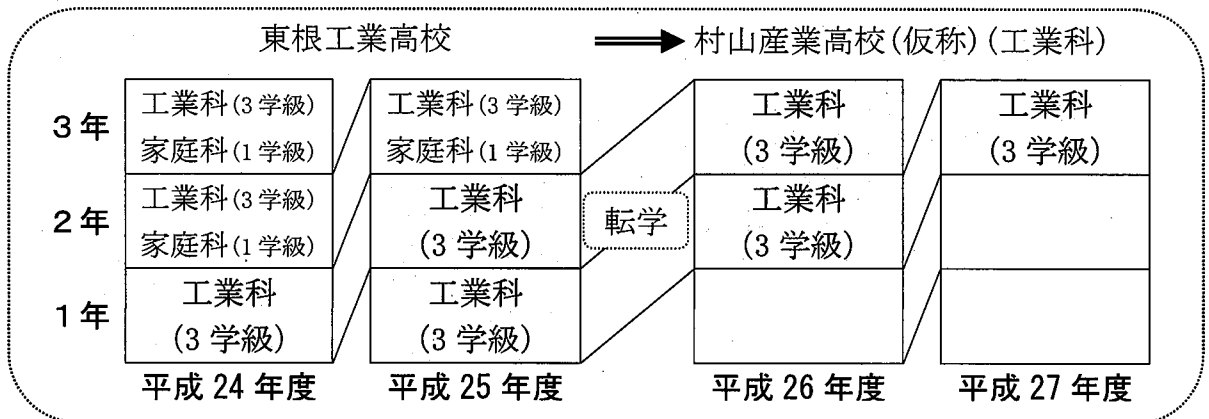 東根工業高校 ⟹ 村山産業高校(仮称)(工業科)
3年
工業科(3学級)
家庭科(1学級)
工業科(3学級)
家庭科(1学級)
工業科
(3学級)
工業科
(3学級)
2年
工業科(3学級)
家庭科(1学級)
工業科
(3学級)
転学
工業科
(3学級)
1年
工業科
(3学級)
工業科
(3学級)
平成24年度 平成25年度 平成26年度 平成27年度